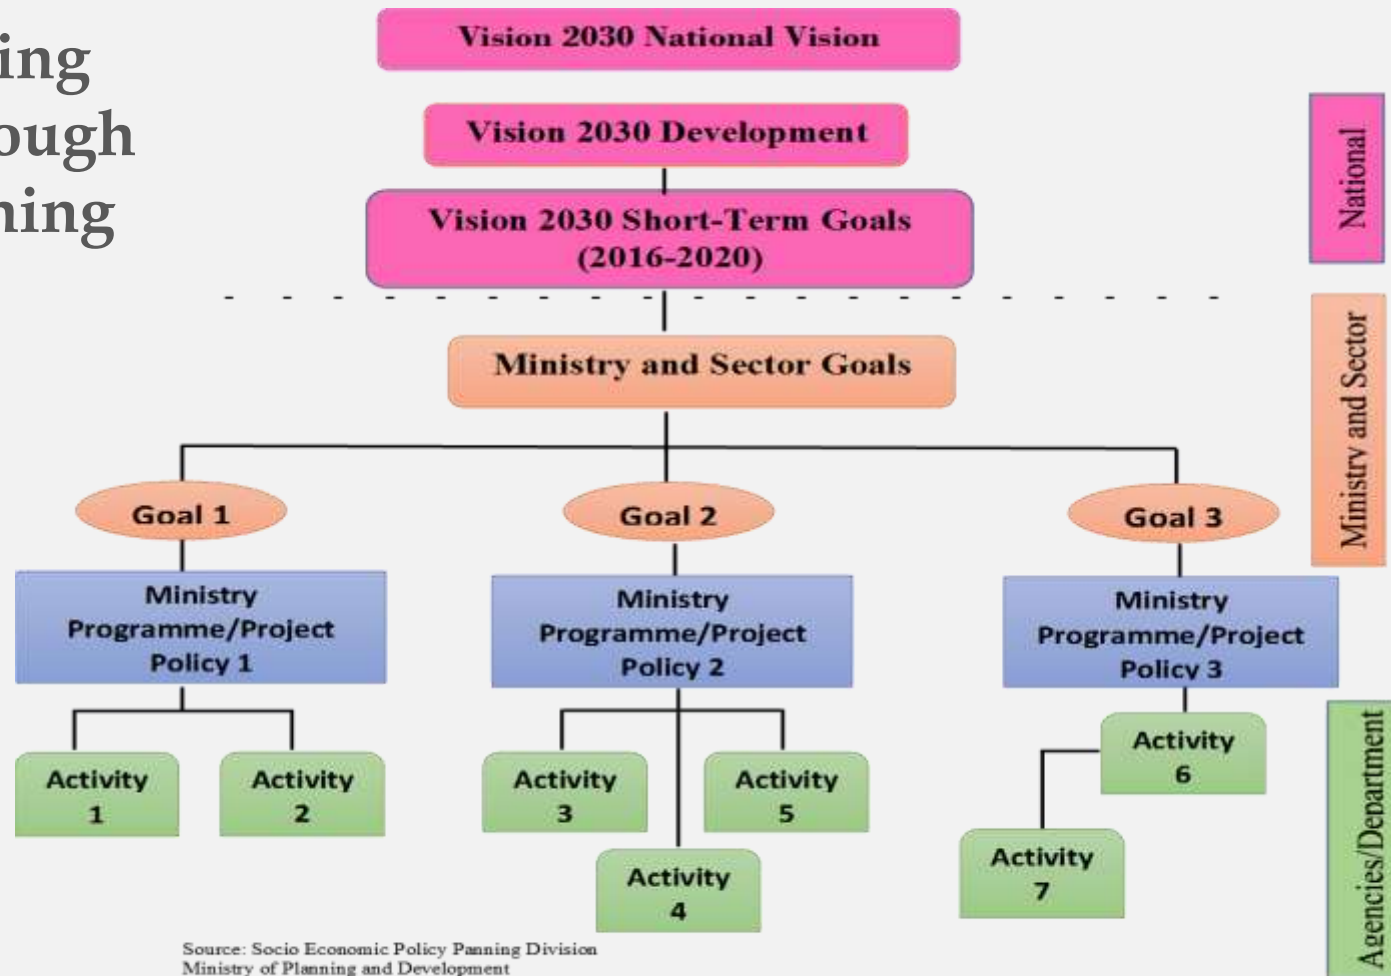 Vision 2030 National Vision
Vision 2030 Development
Vision 2030 Short-Term Goals
(2016-2020)
National
Ministry and Sector Goals
Ministry and Sector
Goal 1
Goal 2
Goal 3
Ministry
Programme/Project
Policy 1
Ministry
Programme/Project
Policy 2
Ministry
Programme/Project
Policy 3
Activity
1
Activity
2
Activity
3
Activity
4
Activity
5
Activity
6
Activity
7
Agencies/Department
Source: Socio Economic Policy Panning Division
Ministry of Planning and Development